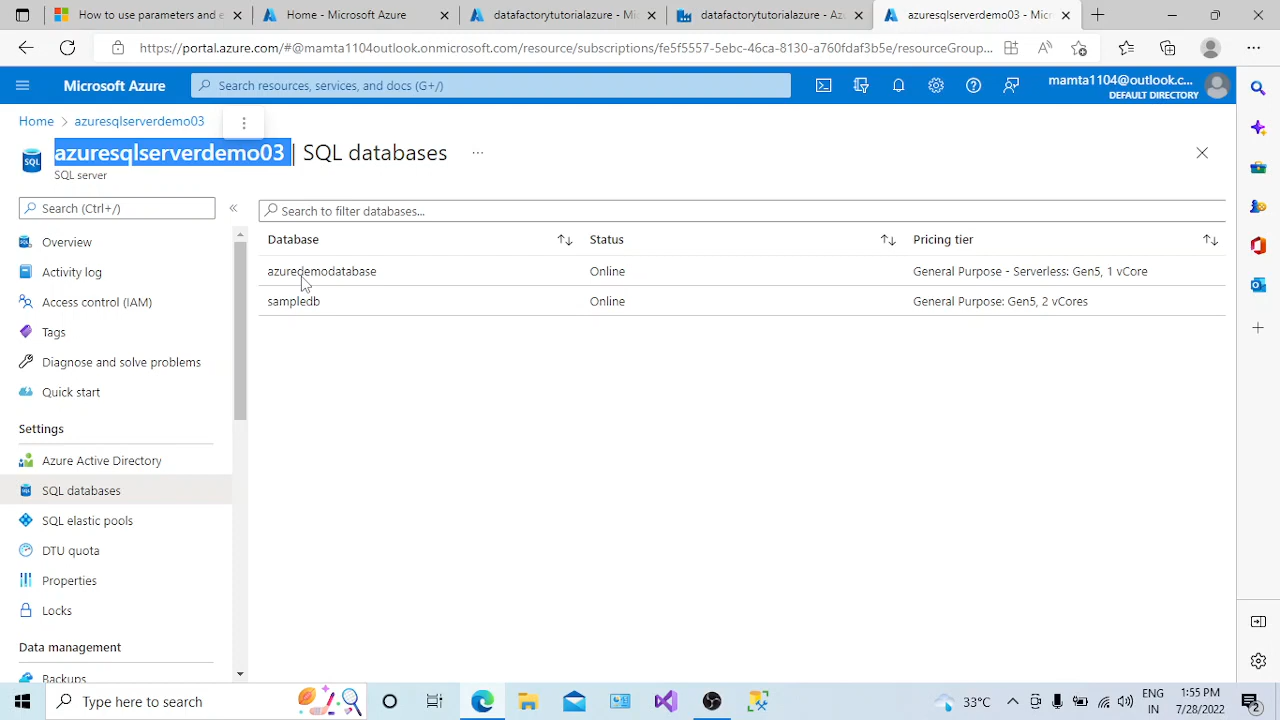 How to use parameters and e
Home - Microsoft Azure
datafactorytutorialazure - Mi
datafactorytutorialazure - Az
azuresqlserverdemo03 - Micr
https://portal.azure.com/#@mamta1104outlook.onmicrosoft.com/resource/subscriptions/fe5f5557-5ebc-46ca-8130-a760fdaf3b5e/resourceGroup...
Microsoft Azure
Search resources, services, and docs (G+/)
mamta1104@outlook.c...
DEFAULT DIRECTORY
Home > azuresqlserverdemo03
azuresqlserverdemo03 | SQL databases ...
SQL
SQL server
Search (Ctrl+/)
«
Search to filter databases...
Overview
Activity log
Access control (IAM)
Tags
Diagnose and solve problems
Quick start
Settings
Azure Active Directory
SQL databases
SQL elastic pools
DTU quota
Properties
Locks
Data management
Backups
Database Status Pricing tier
azuredemodatabase Online General Purpose - Serverless: Gen5, 1 vCore
sampledb Online General Purpose: Gen5, 2 vCores
Type here to search
33°C
ENG
IN
1:55 PM
7/28/2022
2